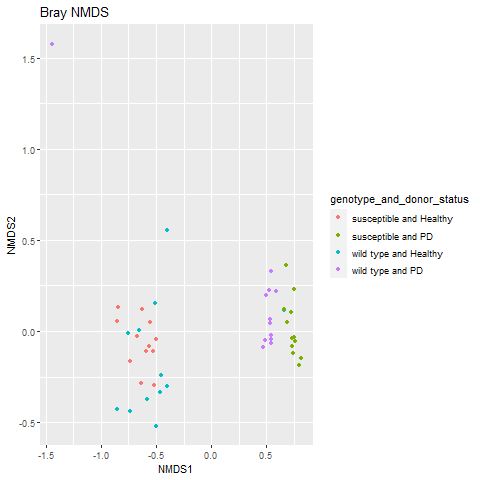 Bray NMDS
1.5
1.0
0.5
0.0
-0.5
NMDS2
-1.5
-1.0
-0.5
0.0
0.5
NMDS1
genotype_and_donor_status
susceptible and Healthy
susceptible and PD
wild type and Healthy
wild type and PD